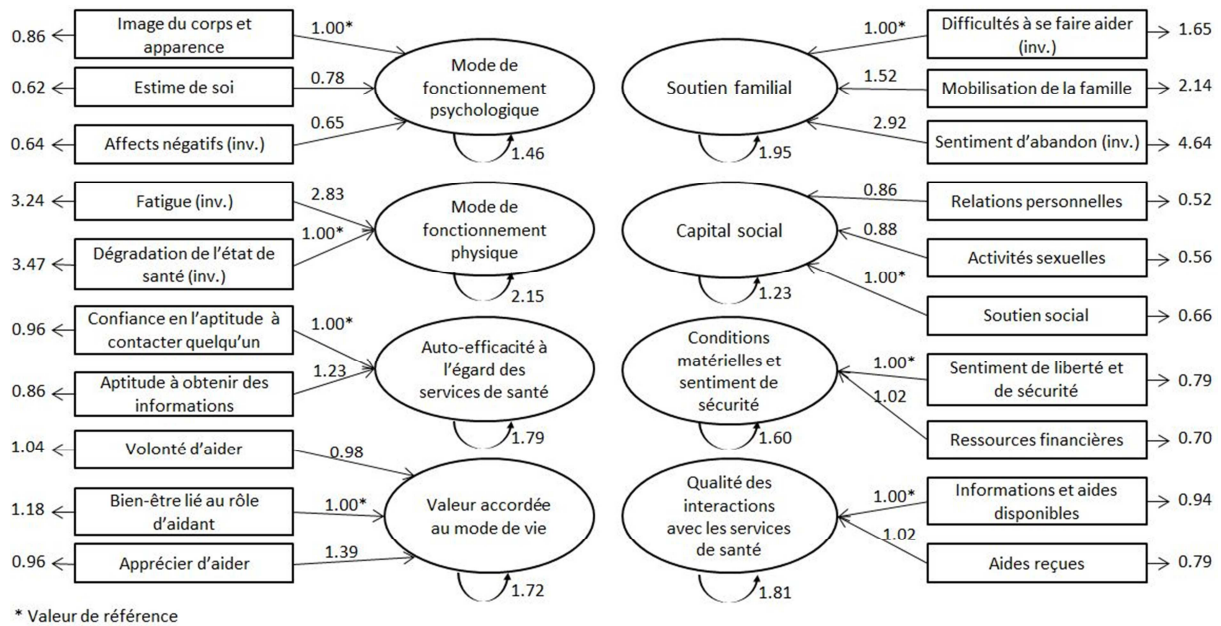 Image du corps et
apparence
0.86
1.00*
Estime de soi
0.62
0.78
Affects négatifs (inv.)
0.64
0.65
Mode de
fonctionnement
psychologique
1.46
Fatigue (inv.)
3.24
2.83
Dégradation de l'état de
santé (inv.)
3.47
1.00*
Mode de
fonctionnement
physique
2.15
Confiance en l'aptitude à
contacter quelqu'un
0.96
1.00*
Aptitude à obtenir des
informations
0.86
1.23
Auto-efficacité à
l'égard des
services de santé
1.79
Volonté d'aider
1.04
0.98
Bien-être lié au rôle
d'aidant
1.18
1.00*
Apprécier d'aider
0.96
1.39
Valeur accordée
au mode de vie
1.72
Soutien familial
1.95
1.00*
Difficultés à se faire aider
(inv.)
1.65
1.52
Mobilisation de la famille
2.14
2.92
Sentiment d'abandon (inv.)
4.64
Capital social
1.23
0.86
Relations personnelles
0.52
0.88
Activités sexuelles
0.56
1.00*
Soutien social
0.66
Conditions
matérielles et
sentiment de
sécurité
1.60
1.00*
Sentiment de liberté et
de sécurité
0.79
1.02
Ressources financières
0.70
Qualité des
interactions
avec les services
de santé
1.81
1.00*
Informations et aides
disponibles
0.94
1.02
Aides reçues
0.79
* Valeur de référence